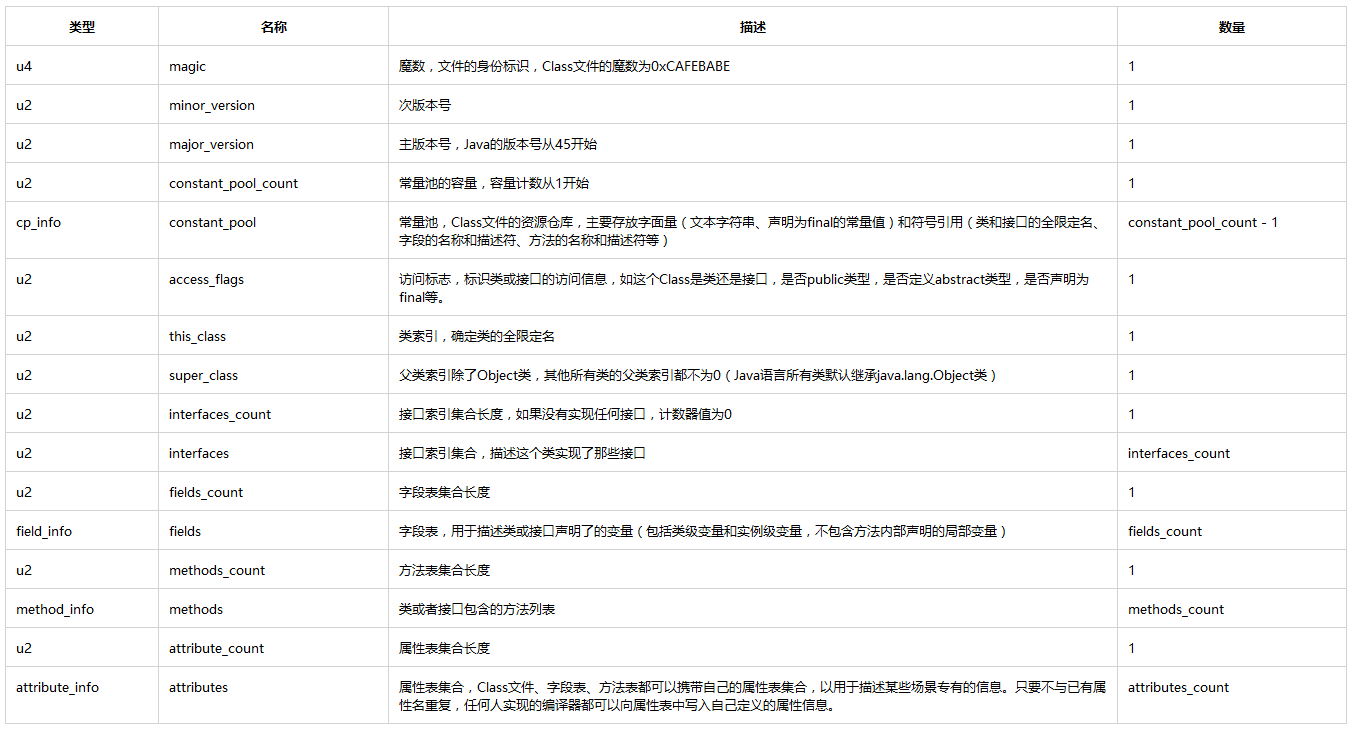 类型 名称 描述 数量
u4 magic 魔数，文件的身份标识，Class文件的魔数为0xCAFEBABE 1
u2 minor_version 次版本号 1
u2 major_version 主版本号，Java的版本号从45开始 1
u2 constant_pool_count 常量池的容量，容量计数从1开始 1
cp_info constant_pool 常量池，Class文件的资源仓库，主要存放字面量（文本字符串、声明为final的常量值）和符号引用（类和接口的全限定名、 constant_pool_count - 1
字段的名称和描述符、方法的名称和描述符等）
u2 access_flags 访问标志，标识类或接口的访问信息，如这个Class是类还是接口，是否public类型，是否定义abstract类型，是否声明为 1
final等。
u2 this_class 类索引，确定类的全限定名 1
u2 super_class 父类索引除了Object类，其他所有类的父类索引都不为0（Java语言所有类默认继承java.lang.Object类） 1
u2 interfaces_count 接口索引集合长度，如果没有实现任何接口，计数器值为0 1
u2 interfaces 接口索引集合，描述这个类实现了那些接口 interfaces_count
u2 fields_count 字段表集合长度 1
field_info fields 字段表，用于描述类或接口声明了的变量（包括类级变量和实例级变量，不包含方法内部声明的局部变量） fields_count
u2 methods_count 方法表集合长度 1
method_info methods 类或者接口包含的方法列表 methods_count
u2 attribute_count 属性表集合长度 1
attribute_info attributes 属性表集合，Class文件、字段表、方法表都可以携带自己的属性表集合，以用于描述某些场景专有的信息。只要不与已有属 attributes_count
性名重复，任何人实现的编译器都可以向属性表中写入自己定义的属性信息。